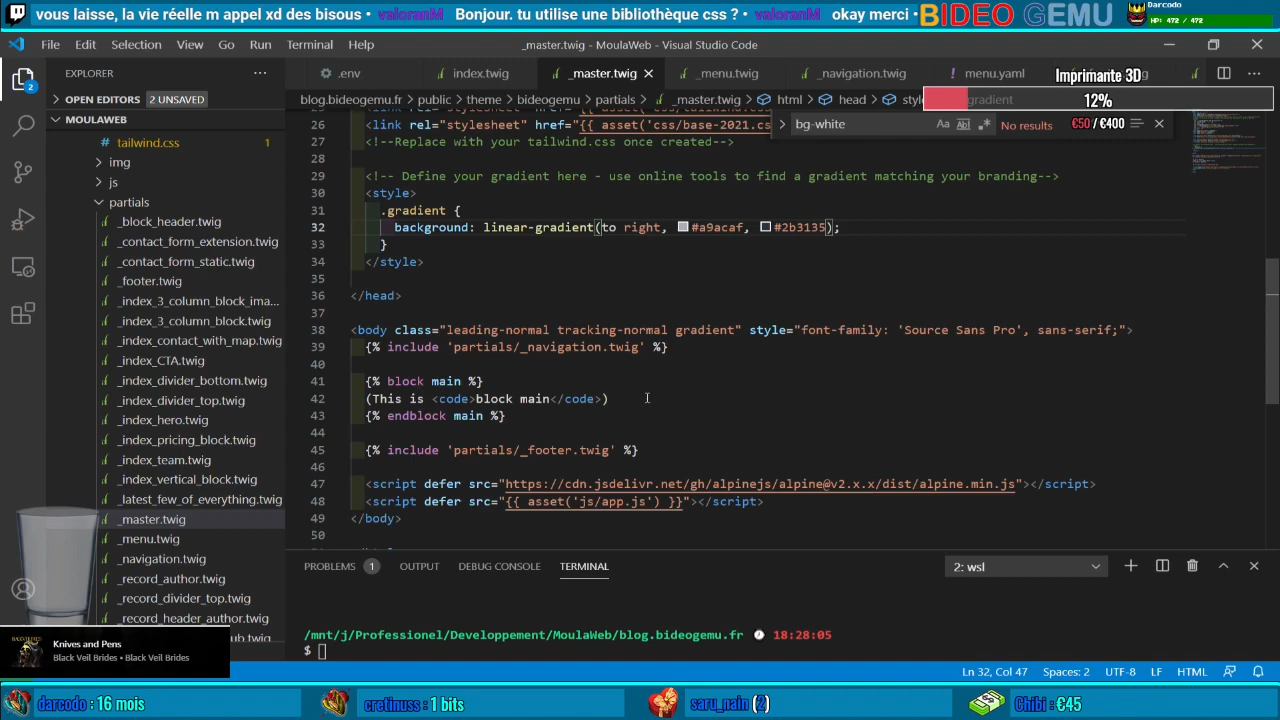 vous laisse, la vie réelle m appel xd des bisous • valoranM Bonjour. tu utilise une bibliothèque css ? • valoranM okay merci •
BIDEO GEMU
Darcodo
HP: 472 / 472
File Edit Selection View Go Run Terminal Help
_master.twig - MoulaWeb - Visual Studio Code
EXPLORER
.env index.twig _master.twig _menu.twig _navigation.twig menu.yaml
Imprimante 3D
12%
€50 / €400
OPEN EDITORS 2 UNSAVED
MOULAWEB
tailwind.css 1
img
js
partials
_block_header.twig
_contact_form_extension.twig
_contact_form_static.twig
_footer.twig
_index_3_column_block_ima...
_index_3_column_block.twig
_index_contact_with_map.twig
_index_CTA.twig
_index_divider_bottom.twig
_index_divider_top.twig
_index_hero.twig
_index_pricing_block.twig
_index_team.twig
_index_vertical_block.twig
_latest_few_of_everything.twig
_master.twig
_menu.twig
_navigation.twig
_record_author.twig
_record_divider_top.twig
_record_header_author.twig
2
blog.bideogemu.fr > public > theme > bideogemu > partials > _master.twig > html > head > style
gradient
bg-white
No results
26 <link rel="stylesheet" href="{{ asset('css/base-2021.cs
27 <!--Replace with your tailwind.css once created-->
28
29 <!-- Define your gradient here - use online tools to find a gradient matching your branding-->
30 <style>
31 .gradient {
32 background: linear-gradient(to right, #a9acaf, #2b3135);
33 }
34 </style>
35
36 </head>
37
38 <body class="leading-normal tracking-normal gradient" style="font-family: 'Source Sans Pro', sans-serif;">
39 {% include 'partials/_navigation.twig' %}
40
41 {% block main %}
42 (This is <code>block main</code>)
43 {% endblock main %}
44
45 {% include 'partials/_footer.twig' %}
46
47 <script defer src="https://cdn.jsdelivr.net/gh/alpinejs/alpine@v2.x.x/dist/alpine.min.js"></script>
48 <script defer src="{{ asset('js/app.js') }}"></script>
49 </body>
50
PROBLEMS 1 OUTPUT DEBUG CONSOLE TERMINAL
2: wsl
/mnt/j/Professionel/Developpement/MoulaWeb/blog.bideogemu.fr 18:28:05
$
Knives and Pens
Black Veil Brides • Black Veil Brides
Ln 32, Col 47 Spaces: 2 UTF-8 LF HTML
darcodo : 16 mois
cretinuss : 1 bits
saru_nain (2)
Chibi : €45